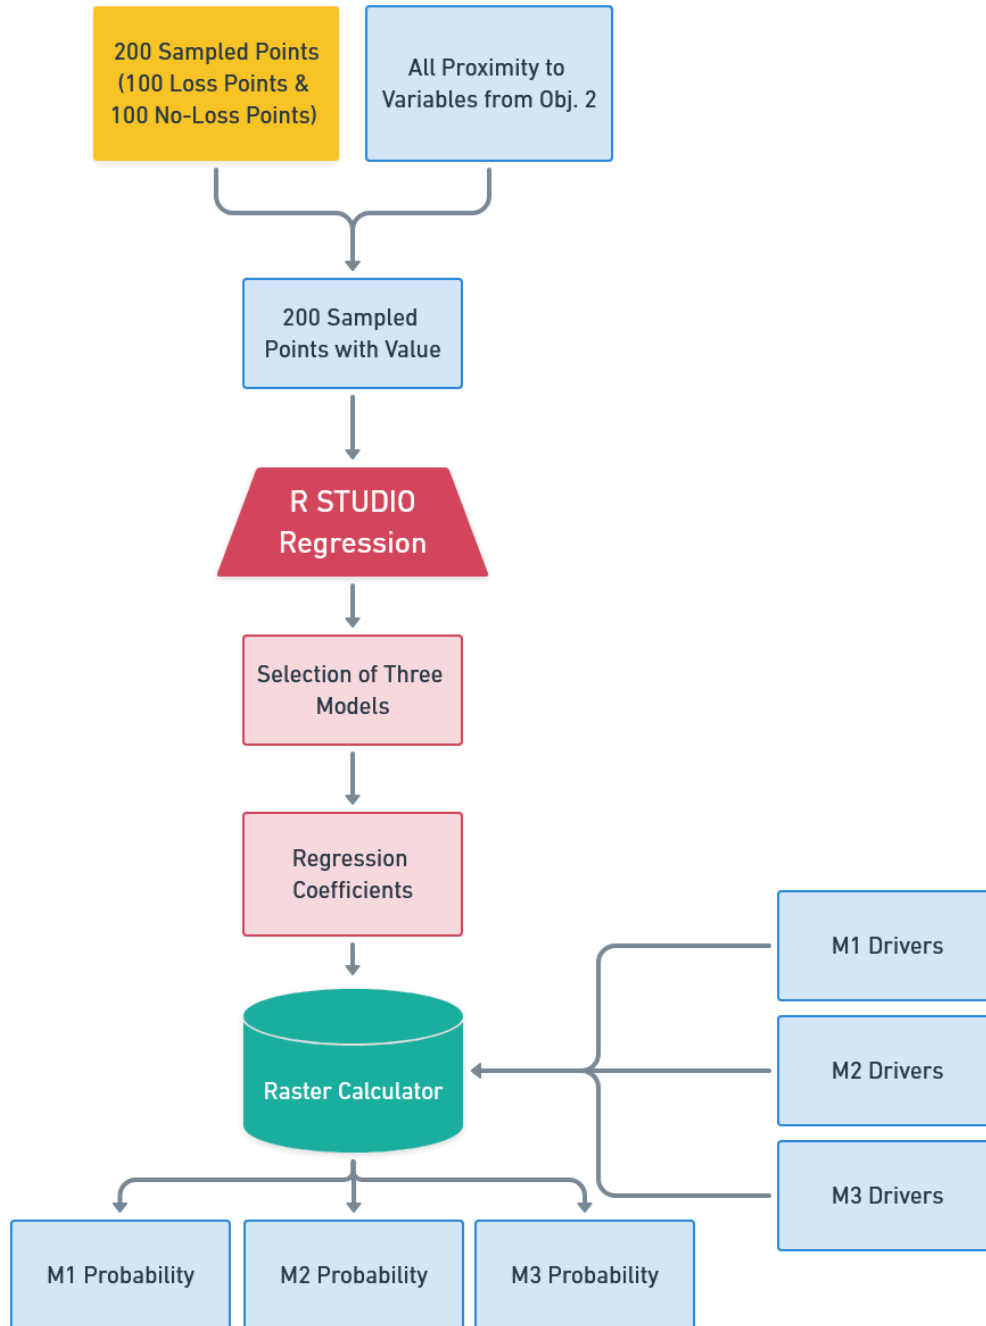 200 Sampled Points
(100 Loss Points &
100 No-Loss Points)
All Proximity to
Variables from Obj. 2
200 Sampled
Points with Value
R STUDIO
Regression
Selection of Three
Models
Regression
Coefficients
Raster Calculator
M1 Drivers
M2 Drivers
M3 Drivers
M1 Probability
M2 Probability
M3 Probability